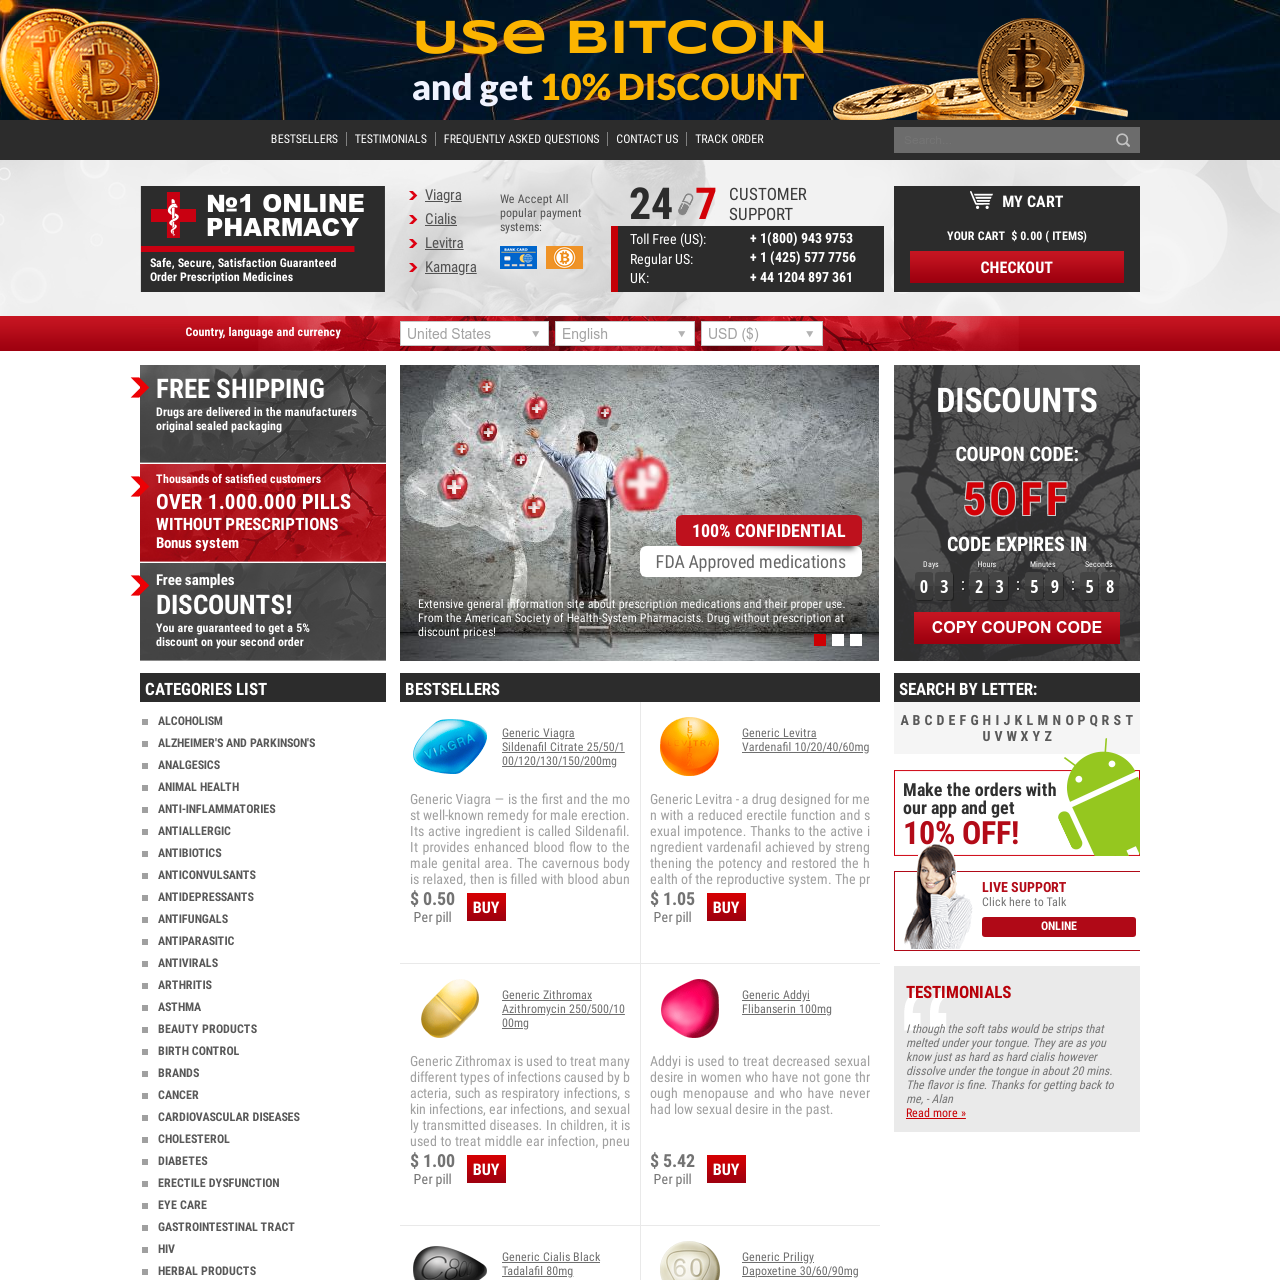 USe BITCOIN
and get 10% DISCOUNT
BESTSELLERS
TESTIMONIALS
FREQUENTLY ASKED QUESTIONS
CONTACT US
TRACK ORDER
№1 ONLINE
PHARMACY
Safe, Secure, Satisfaction Guaranteed
Order Prescription Medicines
Viagra
Cialis
Levitra
Kamagra
We Accept All
popular payment
systems:
BANK CARD
24 7
CUSTOMER
SUPPORT
Toll Free (US): + 1(800) 943 9753
Regular US: + 1 (425) 577 7756
UK: + 44 1204 897 361
MY CART
YOUR CART $ 0.00 ( ITEMS)
CHECKOUT
Country, language and currency
United States
English
USD ($)
FREE SHIPPING
Drugs are delivered in the manufacturers
original sealed packaging
Thousands of satisfied customers
OVER 1.000.000 PILLS
WITHOUT PRESCRIPTIONS
Bonus system
Free samples
DISCOUNTS!
You are guaranteed to get a 5%
discount on your second order
100% CONFIDENTIAL
FDA Approved medications
Extensive general information site about prescription medications and their proper use.
From the American Society of Health-System Pharmacists. Drug without prescription at
discount prices!
DISCOUNTS
COUPON CODE:
5OFF
CODE EXPIRES IN
Days Hours Minutes Seconds
0 3 : 2 3 : 5 9 : 5 8
COPY COUPON CODE
CATEGORIES LIST
ALCOHOLISM
ALZHEIMER'S AND PARKINSON'S
ANALGESICS
ANIMAL HEALTH
ANTI-INFLAMMATORIES
ANTIALLERGIC
ANTIBIOTICS
ANTICONVULSANTS
ANTIDEPRESSANTS
ANTIFUNGALS
ANTIPARASITIC
ANTIVIRALS
ARTHRITIS
ASTHMA
BEAUTY PRODUCTS
BIRTH CONTROL
BRANDS
CANCER
CARDIOVASCULAR DISEASES
CHOLESTEROL
DIABETES
ERECTILE DYSFUNCTION
EYE CARE
GASTROINTESTINAL TRACT
HIV
HERBAL PRODUCTS
BESTSELLERS
VIAGRA
Generic Viagra
Sildenafil Citrate 25/50/1
00/120/130/150/200mg
Generic Viagra — is the first and the mo
st well-known remedy for male erection.
Its active ingredient is called Sildenafil.
It provides enhanced blood flow to the
male genital area. The cavernous body
is relaxed, then is filled with blood abun
$ 0.50
Per pill
BUY
Generic Levitra
Vardenafil 10/20/40/60mg
Generic Levitra - a drug designed for me
n with a reduced erectile function and s
exual impotence. Thanks to the active i
ngredient vardenafil achieved by streng
thening the potency and restored the h
ealth of the reproductive system. The pr
$ 1.05
Per pill
BUY
Generic Zithromax
Azithromycin 250/500/10
00mg
Generic Zithromax is used to treat many
different types of infections caused by b
acteria, such as respiratory infections, s
kin infections, ear infections, and sexual
ly transmitted diseases. In children, it is
used to treat middle ear infection, pneu
$ 1.00
Per pill
BUY
Generic Addyi
Flibanserin 100mg
Addyi is used to treat decreased sexual
desire in women who have not gone thr
ough menopause and who have never
had low sexual desire in the past.
$ 5.42
Per pill
BUY
C80
Generic Cialis Black
Tadalafil 80mg
60
Generic Priligy
Dapoxetine 30/60/90mg
SEARCH BY LETTER:
A B C D E F G H I J K L M N O P Q R S T
U V W X Y Z
Make the orders with
our app and get
10% OFF!
LIVE SUPPORT
Click here to Talk
ONLINE
TESTIMONIALS
I though the soft tabs would be strips that
melted under your tongue. They are as you
know just as hard as hard cialis however
dissolve under the tongue in about 20 mins.
The flavor is fine. Thanks for getting back to
me, - Alan
Read more »